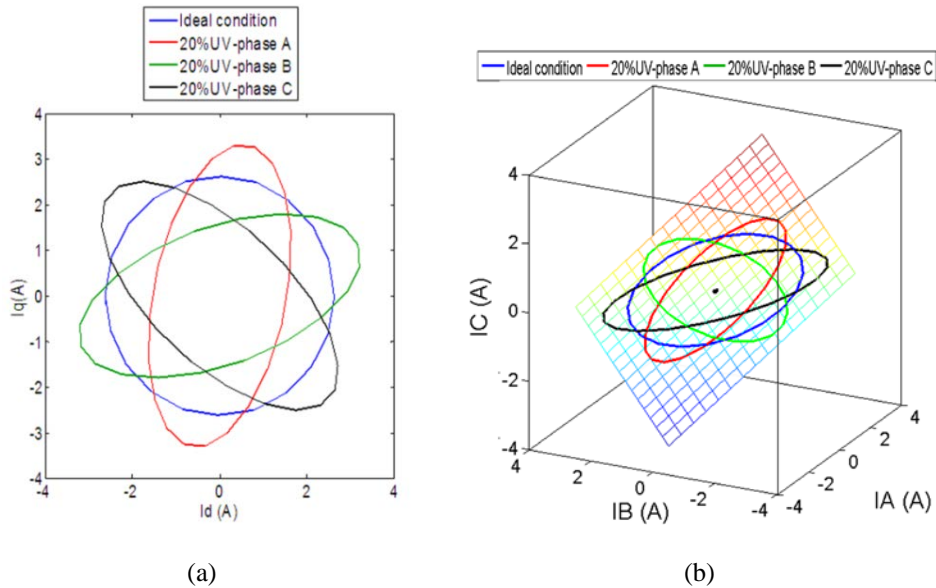 Ideal condition
20%UV-phase A
20%UV-phase B
20%UV-phase C
4
3
2
1
0
-1
-2
-3
-4
Iq(A)
-4
-2
0
2
4
Id (A)
(a)
Ideal condition 20%UV-phase A 20%UV-phase B 20%UV-phase C
4
2
0
-2
-4
IC (A)
4
2
0
-2
-4
IB (A)
-4
-2
0
2
4
IA (A)
(b)